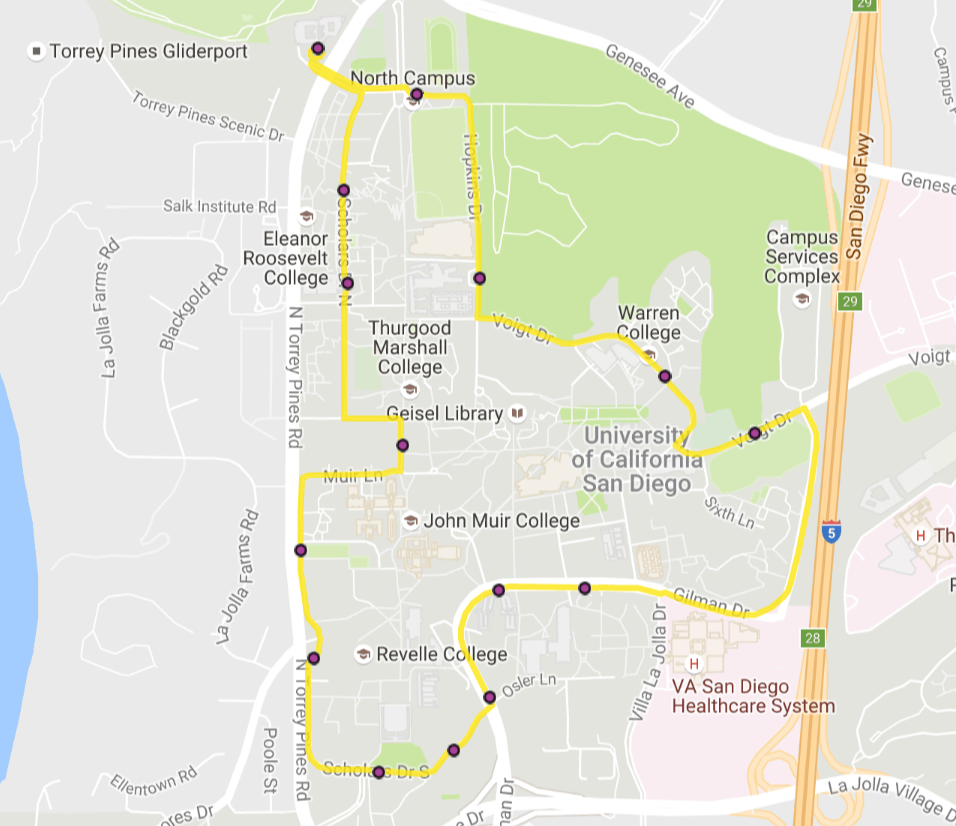 29
Torrey Pines Gliderport
Genesee Ave
North Campus
Torrey Pines Scenic Dr
Hopkins Dr
San Diego Fwy
Salk Institute Rd
Eleanor
Roosevelt
College
Scholars Dr N
Campus
Services
Complex
La Jolla Farms Rd
Blackgold Rd
29
N Torrey Pines Rd
Thurgood
Marshall
College
Voigt Dr
Warren
College
Voigt
Geisel Library
Voigt Dr
University
of California
San Diego
Muir Ln
Sixth Ln
John Muir College
5
H
Th
La Jolla Farms Rd
Gilman Dr
28
Revelle College
Villa La Jolla Dr
H
N Torrey Pines Rd
Osler Ln
VA San Diego
Healthcare System
Poole St
Ellentown Rd
Scholars Dr S
La Jolla Village D
ores Dr
e Dr
an Dr